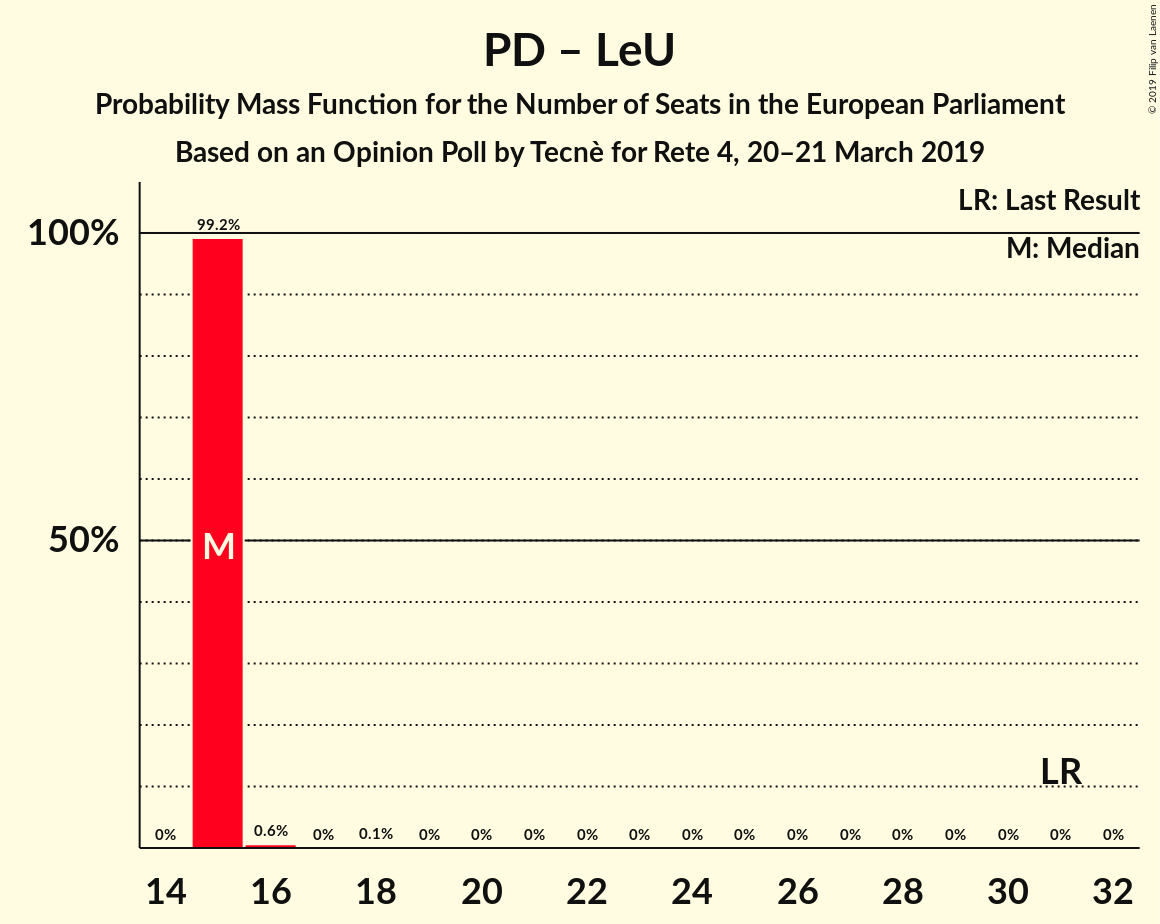 PD – LeU
Probability Mass Function for the Number of Seats in the European Parliament
Based on an Opinion Poll by Tecnè for Rete 4, 20–21 March 2019
© 2019 Filip van Laenen
LR: Last Result
M: Median
100%
50%
99.2%
M
LR
0%
0.6%
0%
0.1%
0%
0%
0%
0%
0%
0%
0%
0%
0%
0%
0%
0%
0%
0%
14 16 18 20 22 24 26 28 30 32